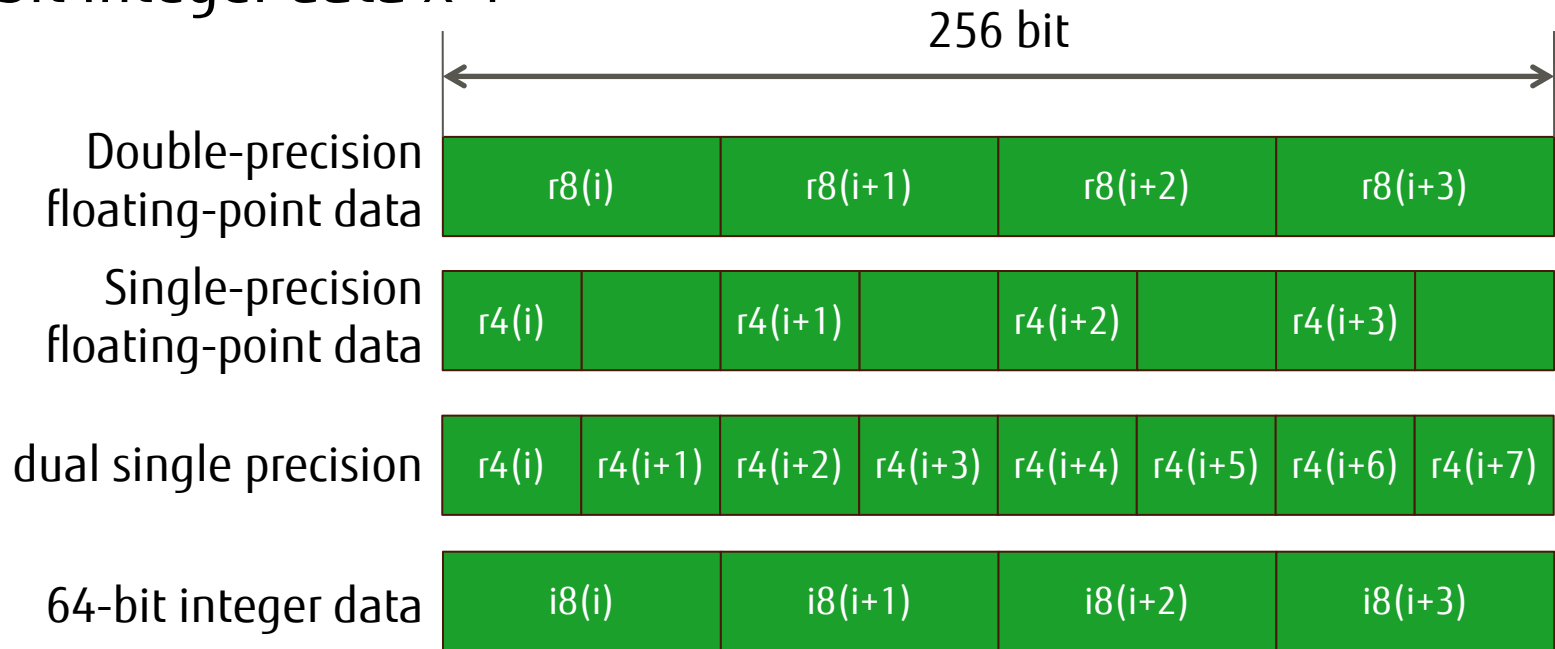 integer data x
256 bit
Double-precision
floating-point data
r8(i) r8(i+1) r8(i+2) r8(i+3)
Single-precision
floating-point data
r4(i) r4(i+1) r4(i+2) r4(i+3)
dual single precision
r4(i) r4(i+1) r4(i+2) r4(i+3) r4(i+4) r4(i+5) r4(i+6) r4(i+7)
64-bit integer data
i8(i) i8(i+1) i8(i+2) i8(i+3)